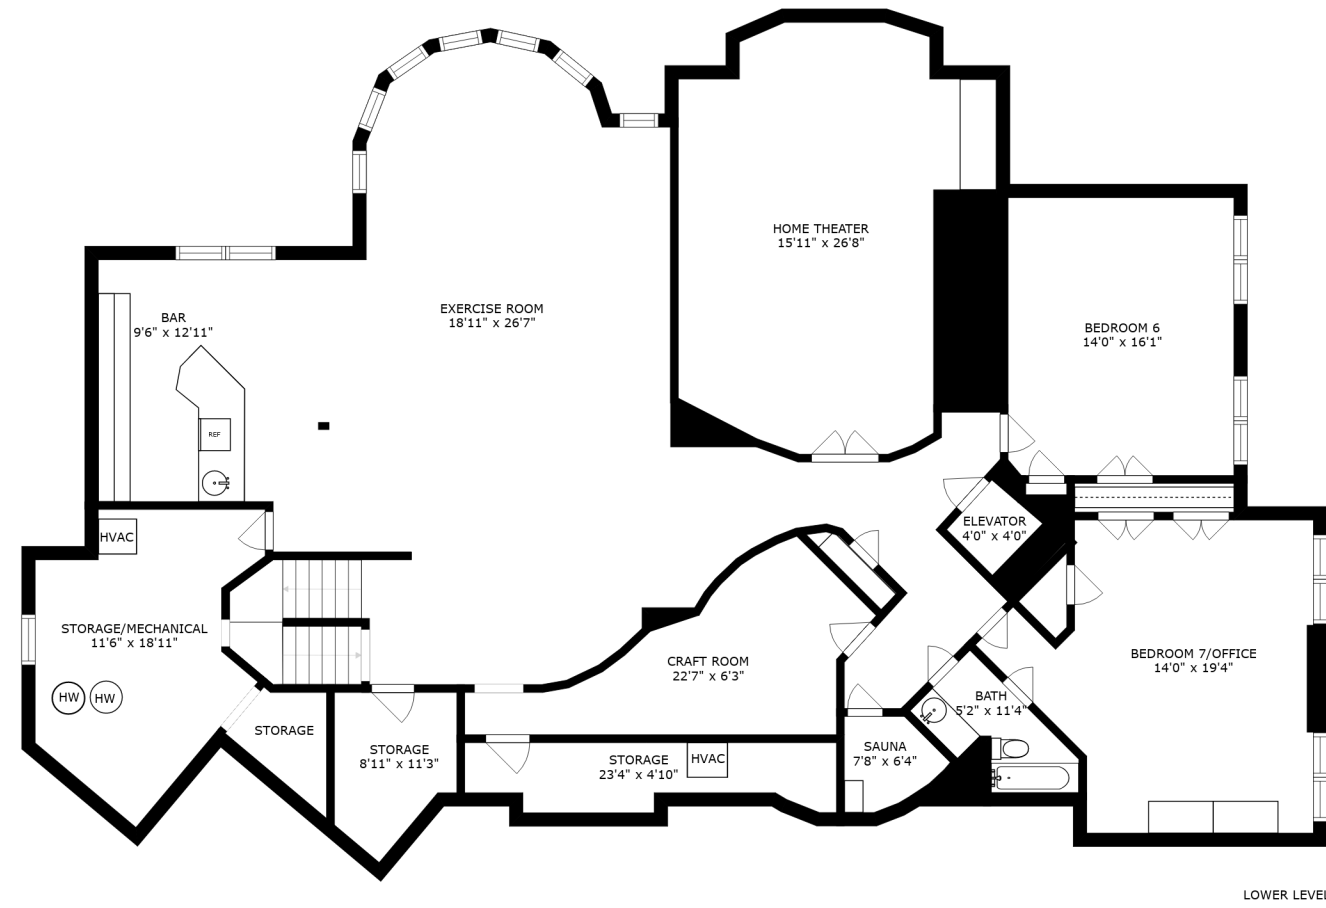 HOME THEATER
15'11" x 26'8"
EXERCISE ROOM
18'11" x 26'7"
BAR
9'6" x 12'11"
BEDROOM 6
14'0" x 16'1"
REF
HVAC
ELEVATOR
4'0" x 4'0"
STORAGE/MECHANICAL
11'6" x 18'11"
CRAFT ROOM
22'7" x 6'3"
BEDROOM 7/OFFICE
14'0" x 19'4"
HW
HW
BATH
5'2" x 11'4"
STORAGE
STORAGE
8'11" x 11'3"
STORAGE
23'4" x 4'10"
HVAC
SAUNA
7'8" x 6'4"
LOWER LEVEL